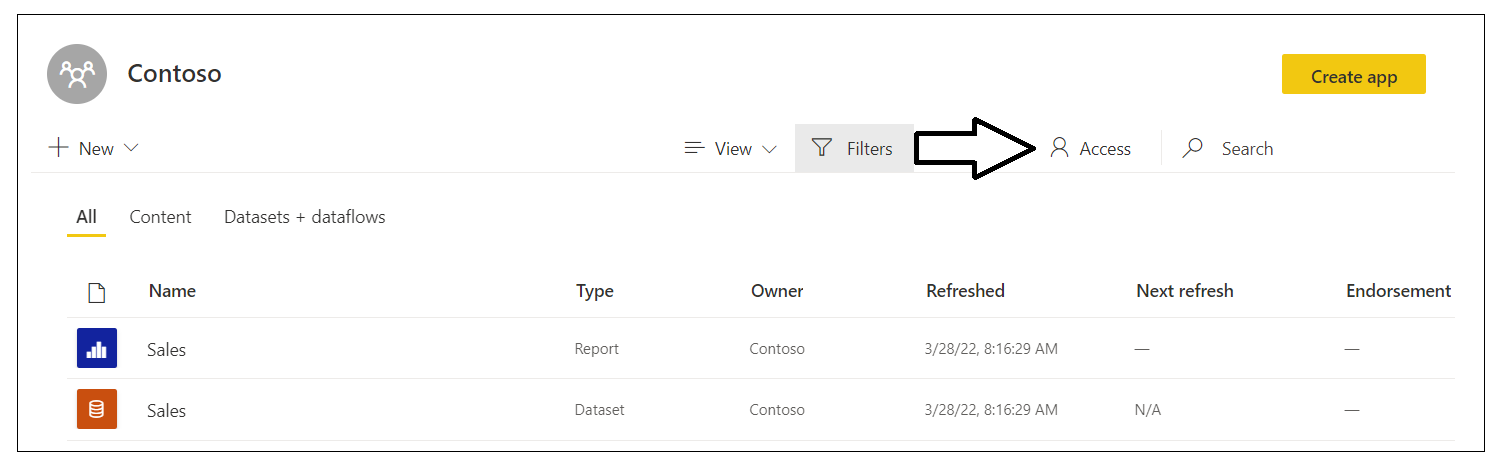 Contoso
Create app
New
View
Filters
Access
Search
All Content Datasets + dataflows
Name Type Owner Refreshed Next refresh Endorsement
Sales Report Contoso 3/28/22, 8:16:29 AM — —
Sales Dataset Contoso 3/28/22, 8:16:29 AM N/A —